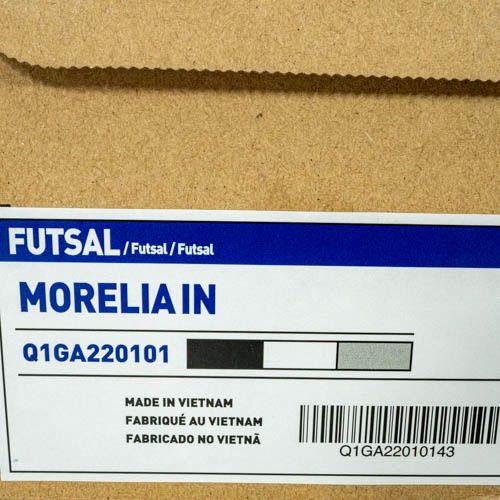 FUTSAL / Futsal / Futsal
MORELIA IN
Q1GA220101
MADE IN VIETNAM
FABRIQUÉ AU VIETNAM
FABRICADO NO VIETNÃ
Q1GA22010143